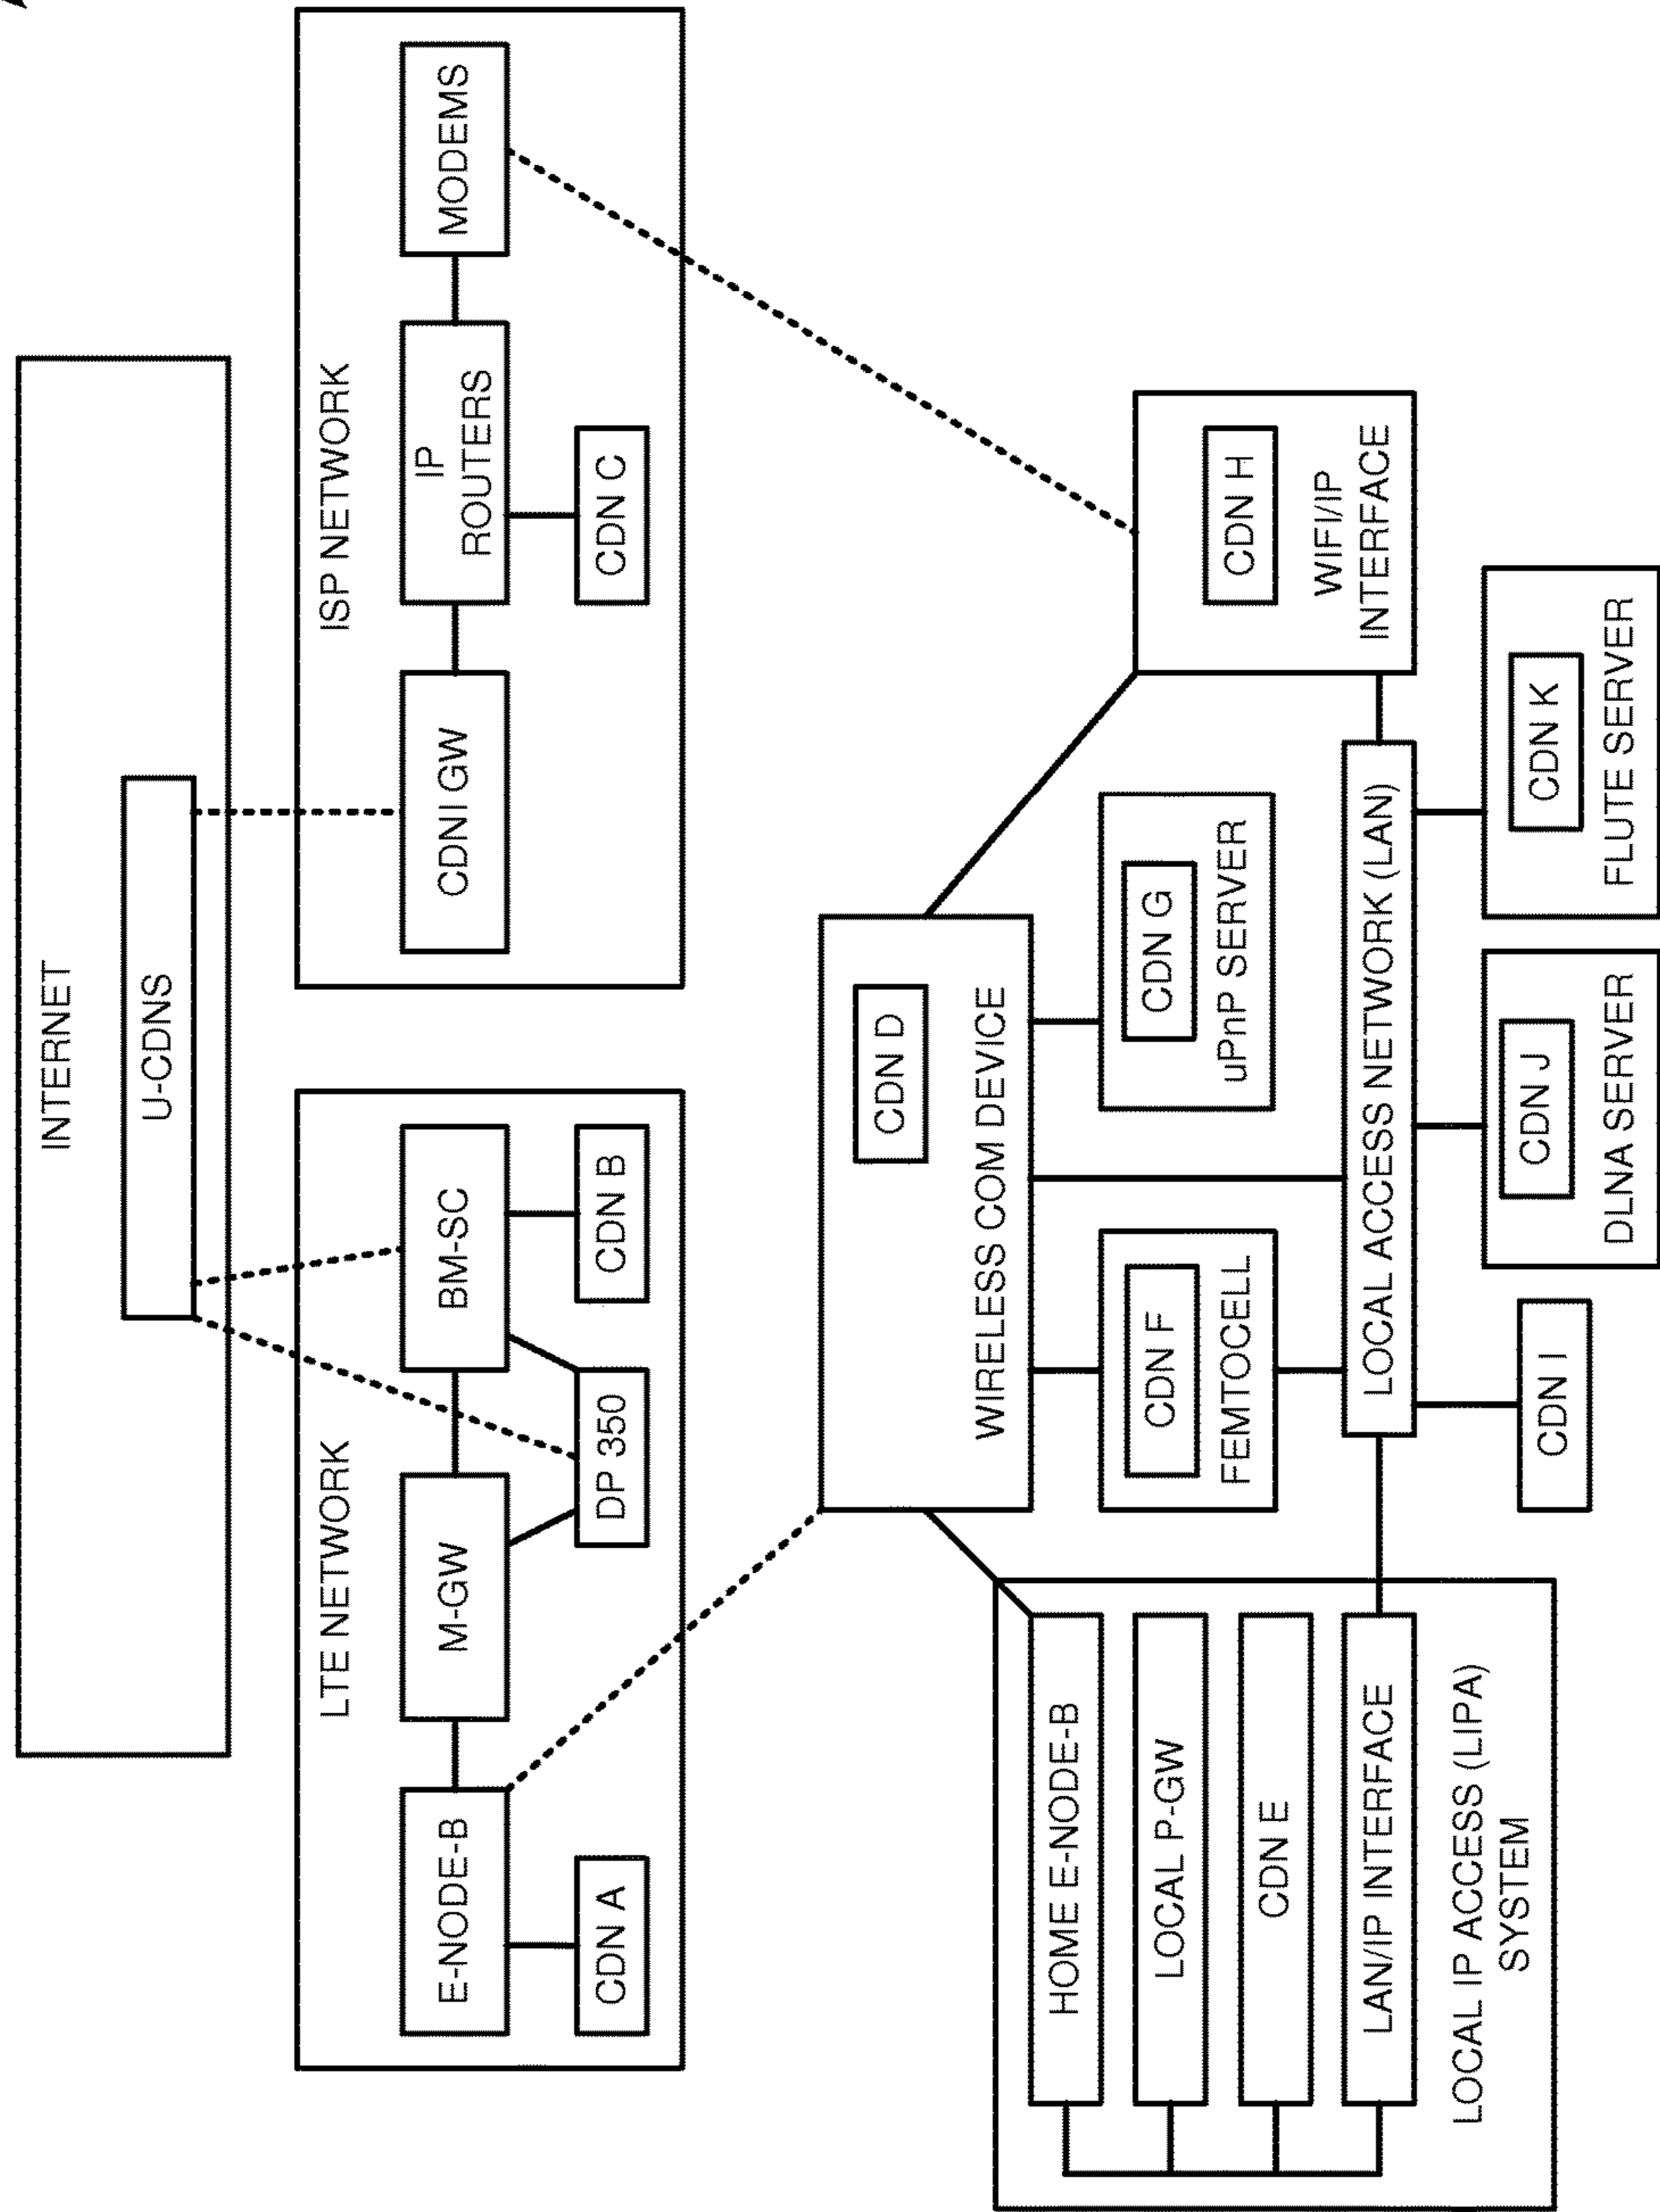 INTERNET
U-CDNS
LTE NETWORK
E-NODE-B
M-GW
BM-SC
CDN A
DP 350
CDN B
ISP NETWORK
CDNI GW
IP
ROUTERS
MODEMS
CDN C
CDN D
WIRELESS COM DEVICE
HOME E-NODE-B
LOCAL P-GW
CDN E
LAN/IP INTERFACE
LOCAL IP ACCESS (LIPA)
SYSTEM
CDN F
FEMTOCELL
CDN G
uPnP SERVER
CDN H
WIFI/IP
INTERFACE
LOCAL ACCESS NETWORK (LAN)
CDN I
CDN J
DLNA SERVER
CDN K
FLUTE SERVER